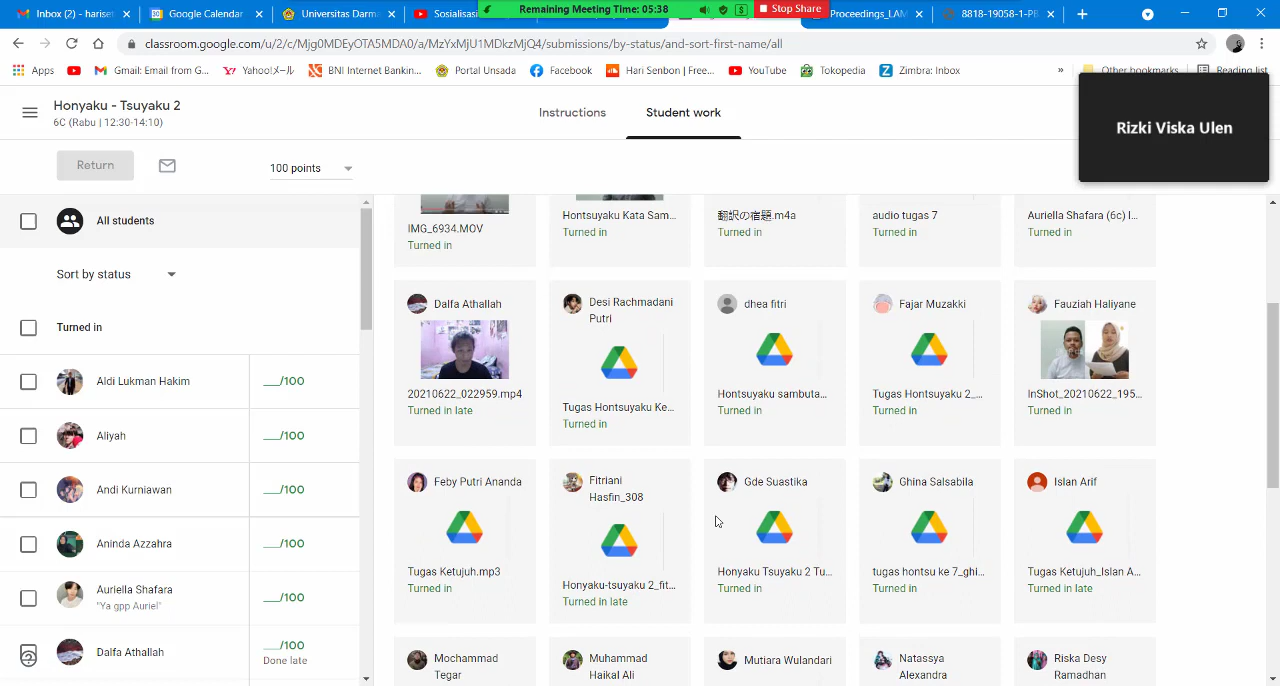 Inbox (2) - hariset
Google Calendar
Universitas Darma
Sosialisasi
Remaining Meeting Time: 05:38
Stop Share
Proceedings_LAM
8818-19058-1-PB
classroom.google.com/u/2/c/Mjg0MDEyOTA5MDA0/a/MzYxMjU1MDkzMjQ4/submissions/by-status/and-sort-first-name/all
Apps
Gmail: Email from G...
Yahoo!メール
BNI Internet Bankin...
Portal Unsada
Facebook
Hari Senbon | Free...
YouTube
Tokopedia
Zimbra: Inbox
»
Other bookmarks
Reading list
Honyaku - Tsuyaku 2
6C (Rabu | 12:30-14:10)
Instructions
Student work
Rizki Viska Ulen
Return
100 points
All students
Sort by status
Turned in
Aldi Lukman Hakim
__/100
Aliyah
__/100
Andi Kurniawan
__/100
Aninda Azzahra
__/100
Auriella Shafara
"Ya gpp Auriel"
__/100
Dalfa Athallah
__/100
Done late
IMG_6934.MOV
Turned in
Hontsuyaku Kata Sam...
Turned in
翻訳の宿題.m4a
Turned in
audio tugas 7
Turned in
Auriella Shafara (6c) l...
Turned in
Dalfa Athallah
20210622_022959.mp4
Turned in late
Desi Rachmadani
Putri
Tugas Hontsuyaku Ke...
Turned in
dhea fitri
Hontsuyaku sambuta...
Turned in
Fajar Muzakki
Tugas Hontsuyaku 2_...
Turned in
Fauziah Haliyane
InShot_20210622_195...
Turned in
Feby Putri Ananda
Tugas Ketujuh.mp3
Turned in
Fitriani
Hasfin_308
Honyaku-tsuyaku 2_fit...
Turned in late
Gde Suastika
Honyaku Tsuyaku 2 Tu...
Turned in
Ghina Salsabila
tugas hontsu ke 7_ghi...
Turned in
Islan Arif
Tugas Ketujuh_Islan A...
Turned in late
Mochammad
Tegar
Muhammad
Haikal Ali
Mutiara Wulandari
Natassya
Alexandra
Riska Desy
Ramadhan